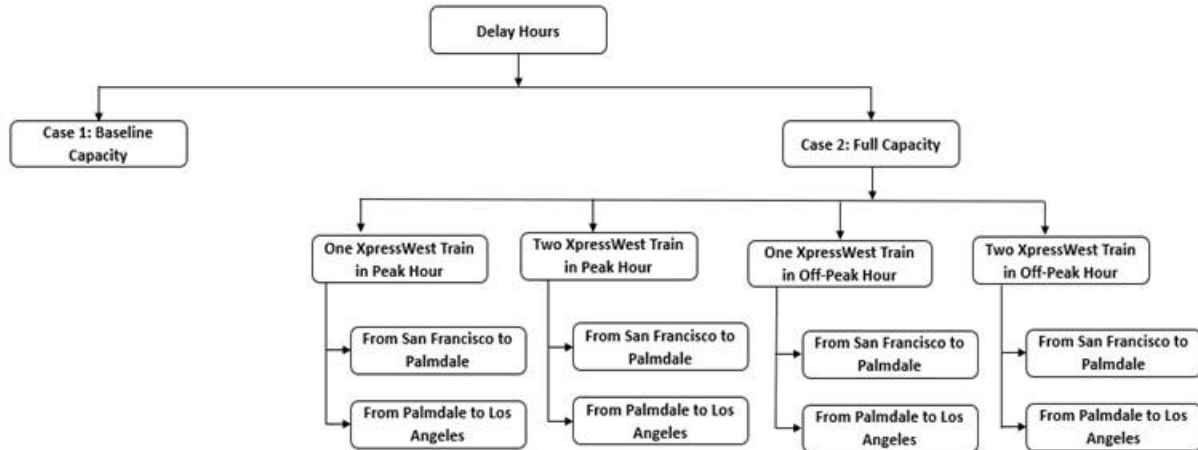 Delay Hours
Case 1: Baseline
Capacity
Case 2: Full Capacity
One XpressWest Train
in Peak Hour
Two XpressWest Train
in Peak Hour
One XpressWest Train
in Off-Peak Hour
Two XpressWest Train
in Off-Peak Hour
From San Francisco to
Palmdale
From San Francisco to
Palmdale
From San Francisco to
Palmdale
From San Francisco to
Palmdale
From Palmdale to Los
Angeles
From Palmdale to Los
Angeles
From Palmdale to Los
Angeles
From Palmdale to Los
Angeles